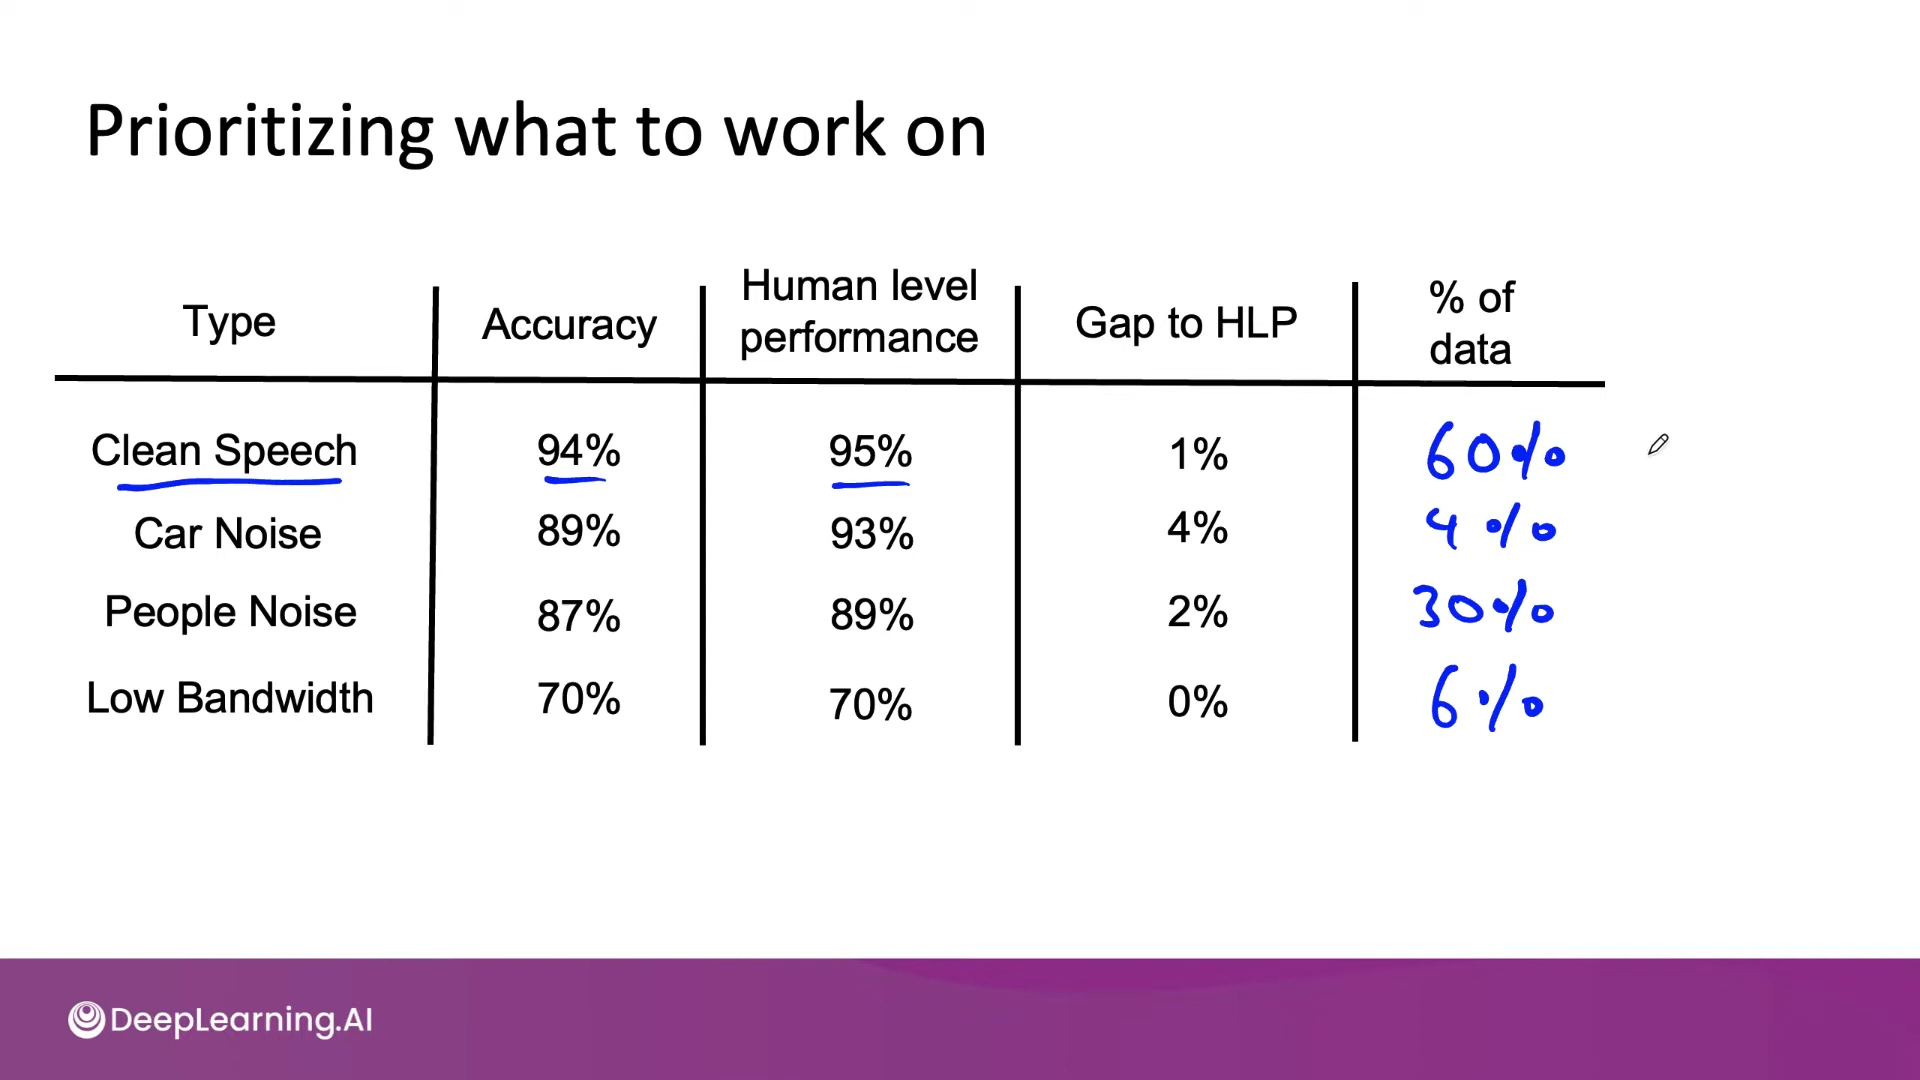 Prioritizing what to work on
Type Accuracy Human level performance Gap to HLP % of data
Clean Speech 94% 95% 1% 60%
Car Noise 89% 93% 4% 4%
People Noise 87% 89% 2% 30%
Low Bandwidth 70% 70% 0% 6%
DeepLearning.AI